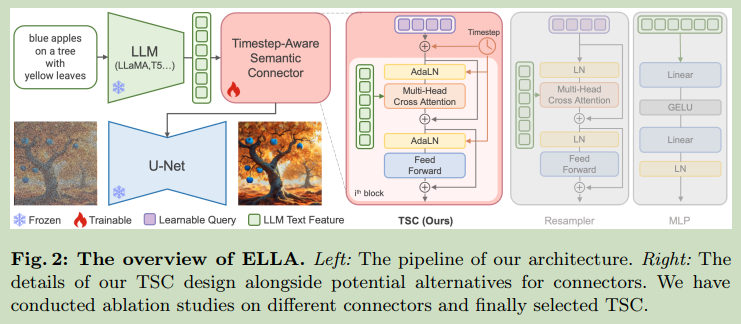 blue apples
on a tree
with
yellow leaves
LLM
(LLaMA,T5...)
Timestep-Aware
Semantic
Connector
U-Net
Timestep
AdaLN
Multi-Head
Cross Attention
AdaLN
Feed
Forward
iᵗʰ block
TSC (Ours)
LN
Multi-Head
Cross Attention
LN
Feed
Forward
Resampler
Linear
GELU
Linear
LN
MLP
Frozen
Trainable
Learnable Query
LLM Text Feature
Fig. 2: The overview of ELLA. Left: The pipeline of our architecture. Right: The
details of our TSC design alongside potential alternatives for connectors. We have
conducted ablation studies on different connectors and finally selected TSC.